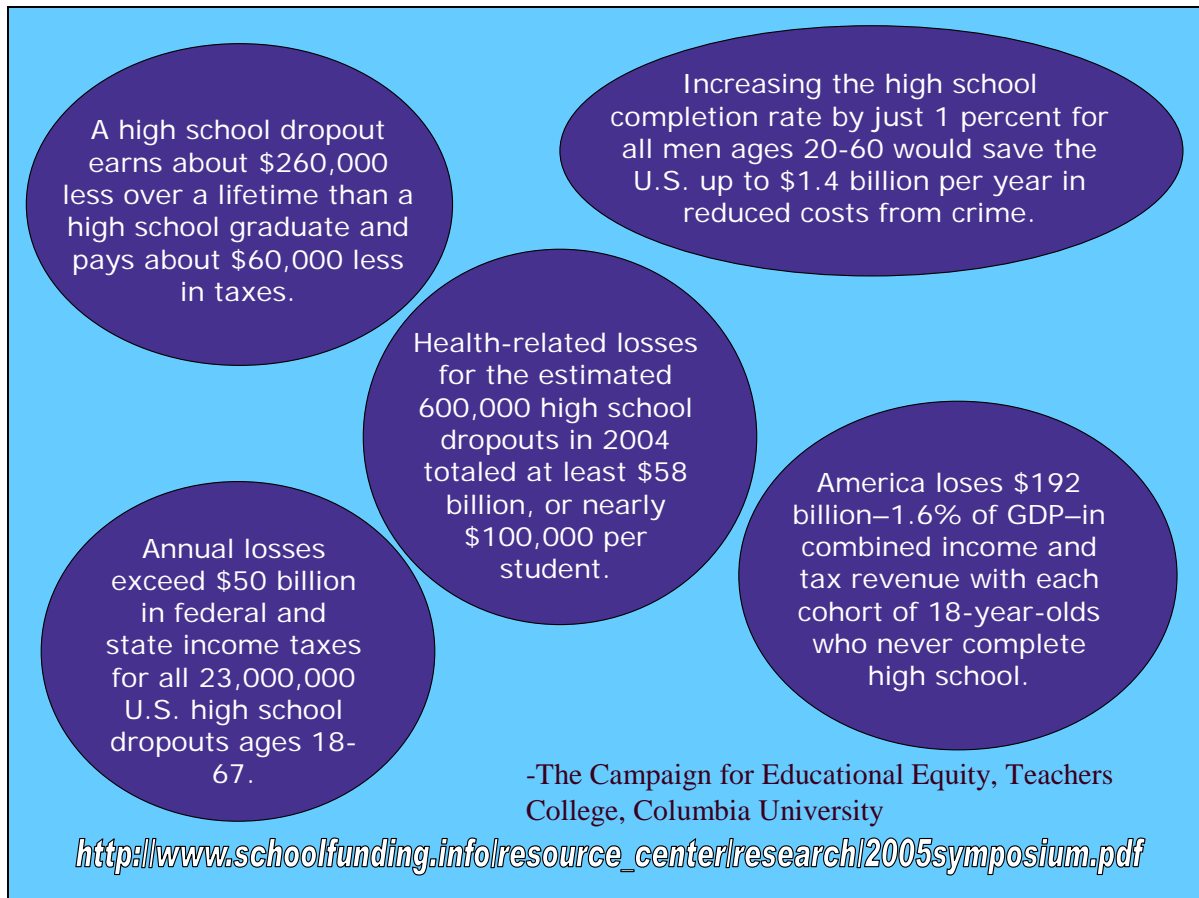 A high school dropout
earns about $260,000
less over a lifetime than a
high school graduate and
pays about $60,000 less
in taxes.
Increasing the high school
completion rate by just 1 percent for
all men ages 20-60 would save the
U.S. up to $1.4 billion per year in
reduced costs from crime.
Health-related losses
for the estimated
600,000 high school
dropouts in 2004
totaled at least $58
billion, or nearly
$100,000 per
student.
Annual losses
exceed $50 billion
in federal and
state income taxes
for all 23,000,000
U.S. high school
dropouts ages 18-
67.
America loses $192
billion–1.6% of GDP–in
combined income and
tax revenue with each
cohort of 18-year-olds
who never complete
high school.
-The Campaign for Educational Equity, Teachers
College, Columbia University
http://www.schoolfunding.info/resource_center/research/2005symposium.pdf